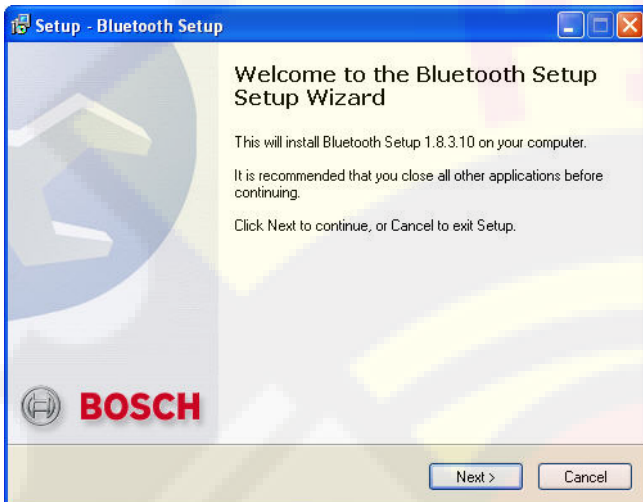 Setup - Bluetooth Setup
Welcome to the Bluetooth Setup
Setup Wizard
This will install Bluetooth Setup 1.8.3.10 on your computer.
It is recommended that you close all other applications before
continuing.
Click Next to continue, or Cancel to exit Setup.
BOSCH
Next >
Cancel